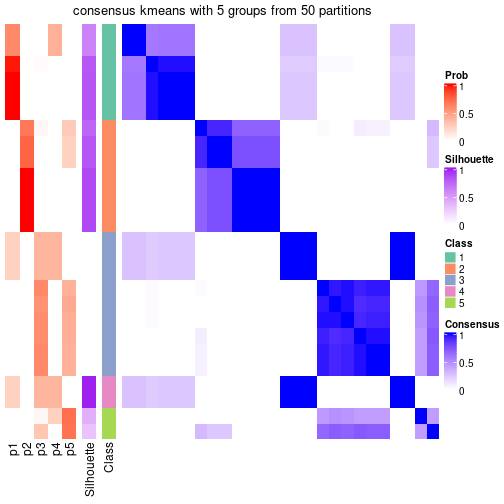 consensus kmeans with 5 groups from 50 partitions
Prob
1
0.5
0
Silhouette
1
0.5
0
Class
1
2
3
4
5
Consensus
1
0.5
0
p1
p2
p3
p4
p5
Silhouette
Class